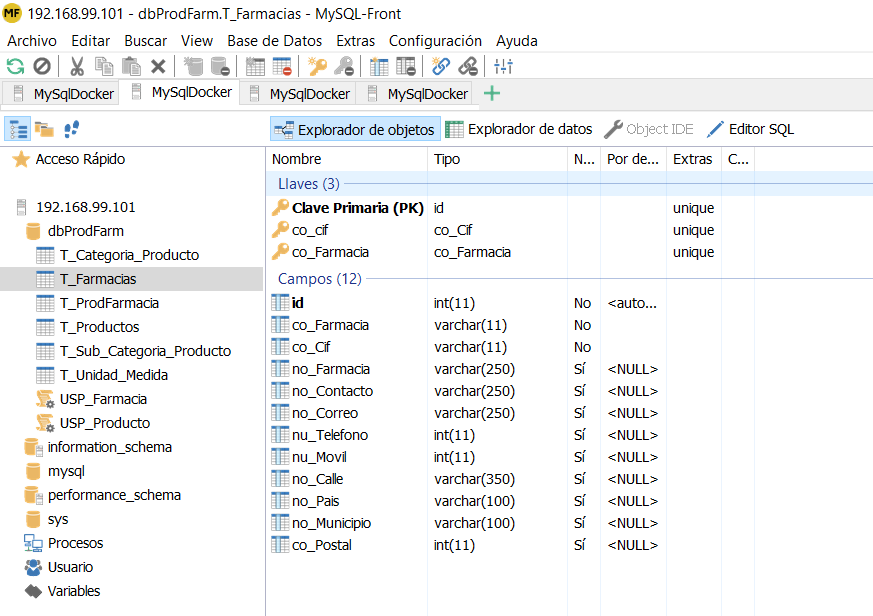 MF 192.168.99.101 - dbProdFarm.T_Farmacias - MySQL-Front
Archivo Editar Buscar View Base de Datos Extras Configuración Ayuda
MySqlDocker MySqlDocker MySqlDocker MySqlDocker
Explorador de objetos Explorador de datos Object IDE Editor SQL
Acceso Rápido
192.168.99.101
dbProdFarm
T_Categoria_Producto
T_Farmacias
T_ProdFarmacia
T_Productos
T_Sub_Categoria_Producto
T_Unidad_Medida
USP_Farmacia
USP_Producto
information_schema
mysql
performance_schema
sys
Procesos
Usuario
Variables
Nombre Tipo N... Por de... Extras C...
Llaves (3)
Clave Primaria (PK) id unique
co_cif co_Cif unique
co_Farmacia co_Farmacia unique
Campos (12)
id int(11) No <auto...
co_Farmacia varchar(11) No
co_Cif varchar(11) No
no_Farmacia varchar(250) Sí <NULL>
no_Contacto varchar(250) Sí <NULL>
no_Correo varchar(250) Sí <NULL>
nu_Telefono int(11) Sí <NULL>
nu_Movil int(11) Sí <NULL>
no_Calle varchar(350) Sí <NULL>
no_Pais varchar(100) Sí <NULL>
no_Municipio varchar(100) Sí <NULL>
co_Postal int(11) Sí <NULL>